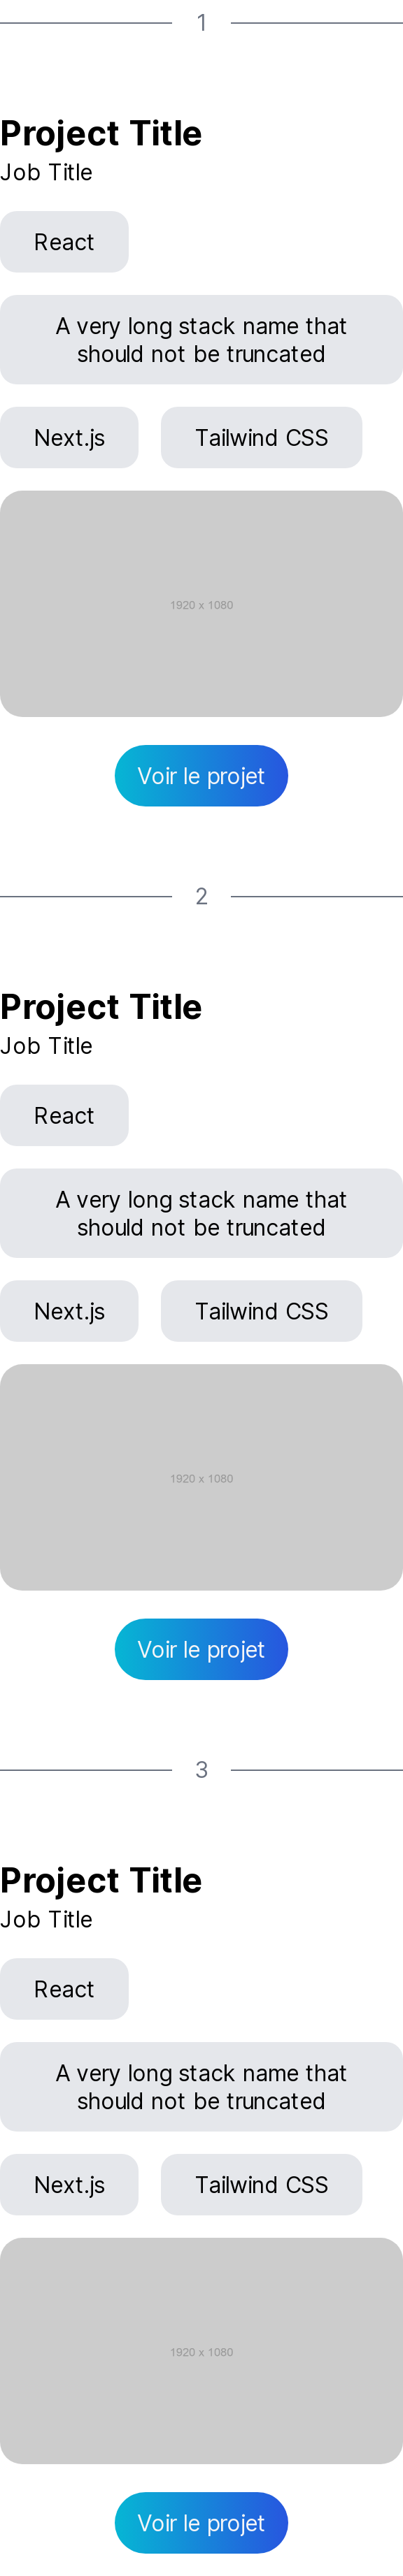 1
Project Title
Job Title
React
A very long stack name that
should not be truncated
Next.js
Tailwind CSS
1920 x 1080
Voir le projet
2
Project Title
Job Title
React
A very long stack name that
should not be truncated
Next.js
Tailwind CSS
1920 x 1080
Voir le projet
3
Project Title
Job Title
React
A very long stack name that
should not be truncated
Next.js
Tailwind CSS
1920 x 1080
Voir le projet